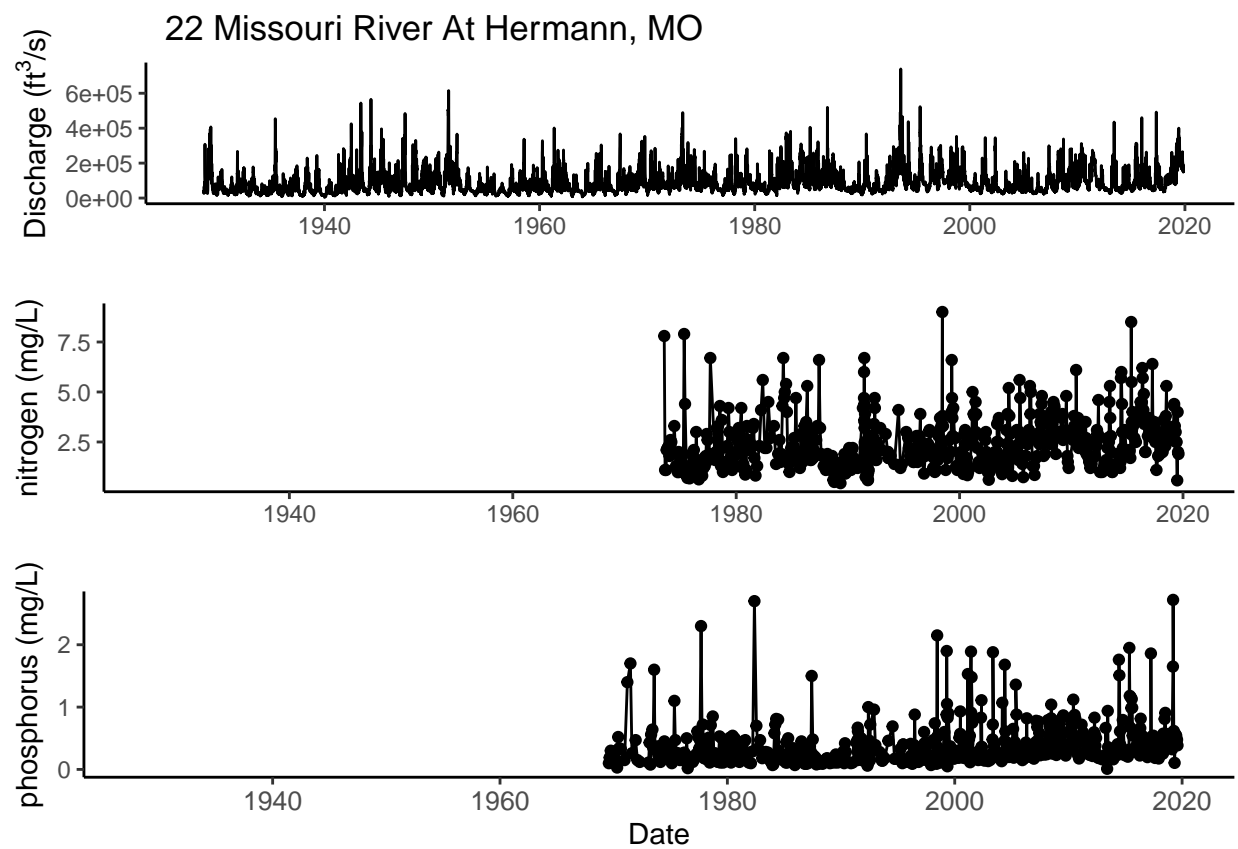 22 Missouri River At Hermann, MO
Discharge (ft³/s)
6e+05
4e+05
2e+05
0e+00
1940 1960 1980 2000 2020
nitrogen (mg/L)
7.5
5.0
2.5
1940 1960 1980 2000 2020
phosphorus (mg/L)
2
1
0
1940 1960 1980 2000 2020
Date